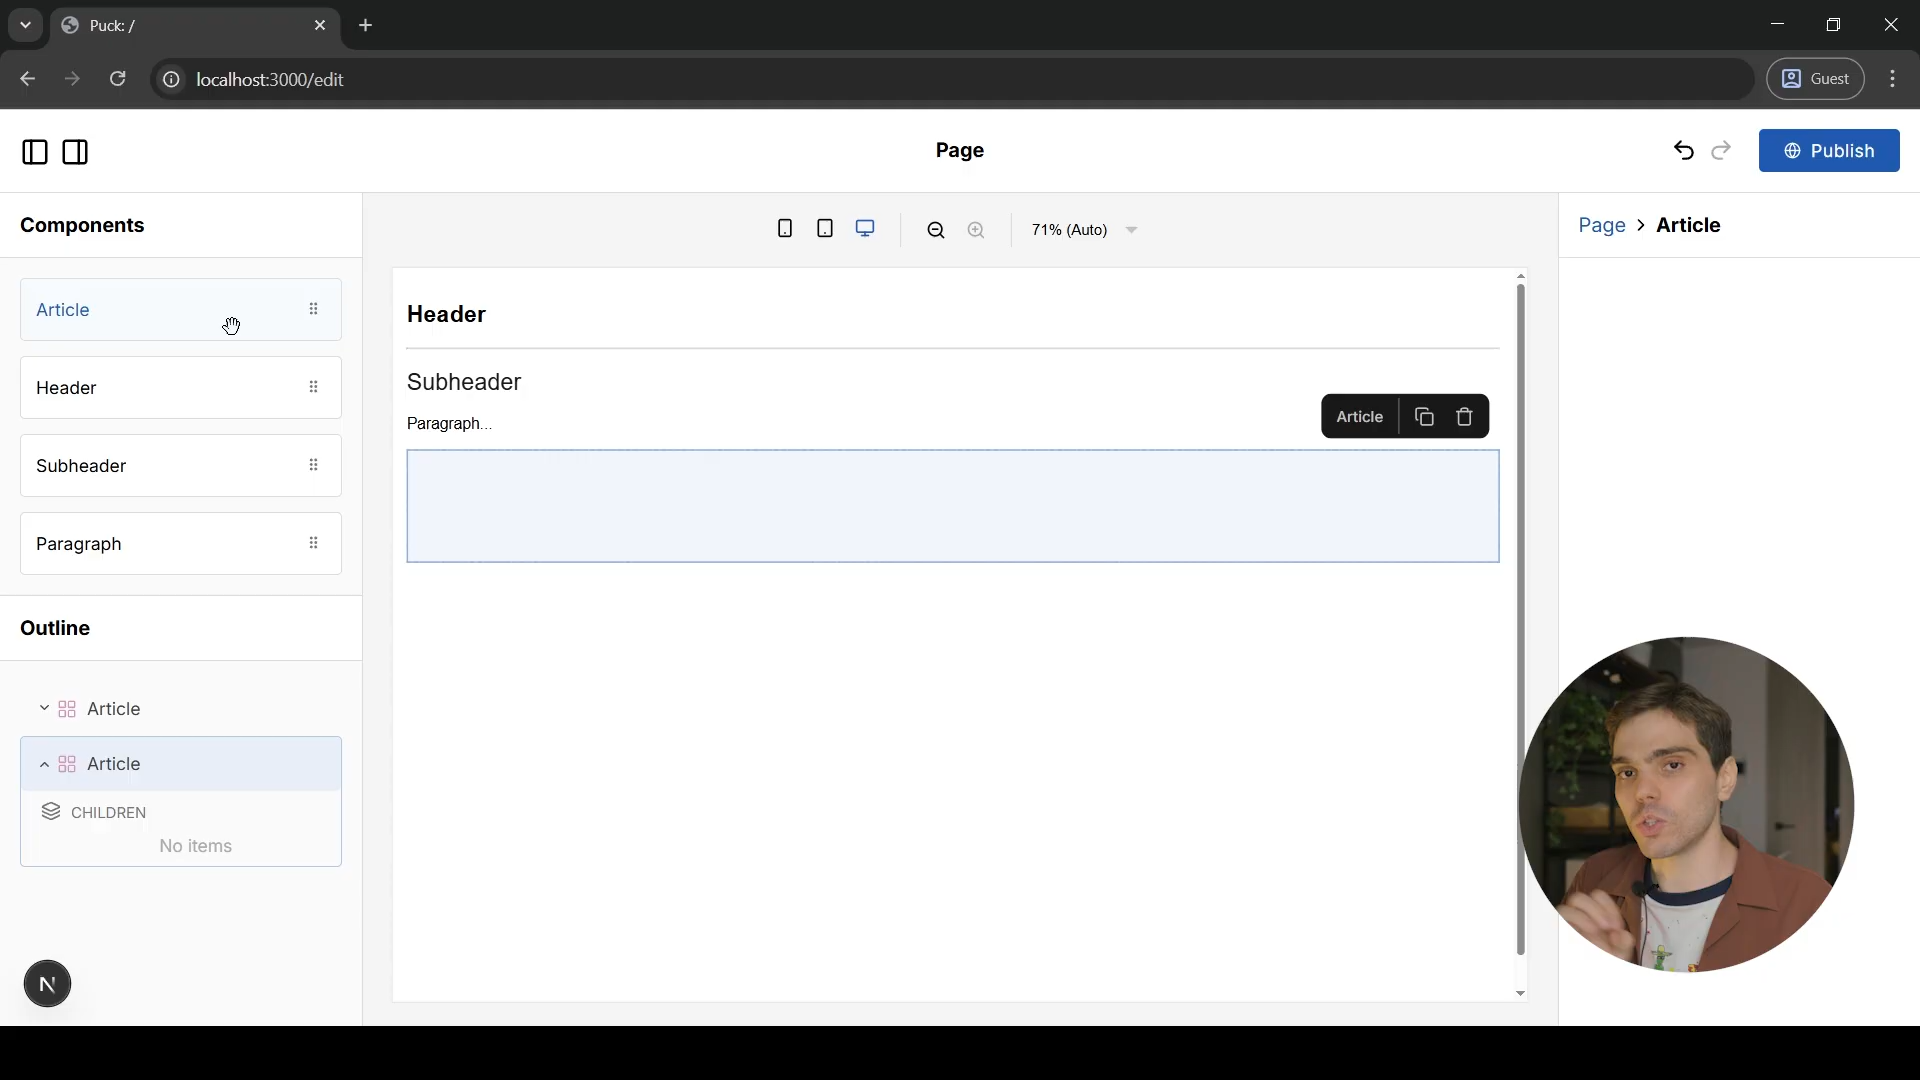 Puck: /
localhost:3000/edit
Guest
Page
Publish
Components
71% (Auto)
Page > Article
Article
Header
Subheader
Paragraph
Header
Subheader
Paragraph...
Article
Outline
Article
Article
CHILDREN
No items
N